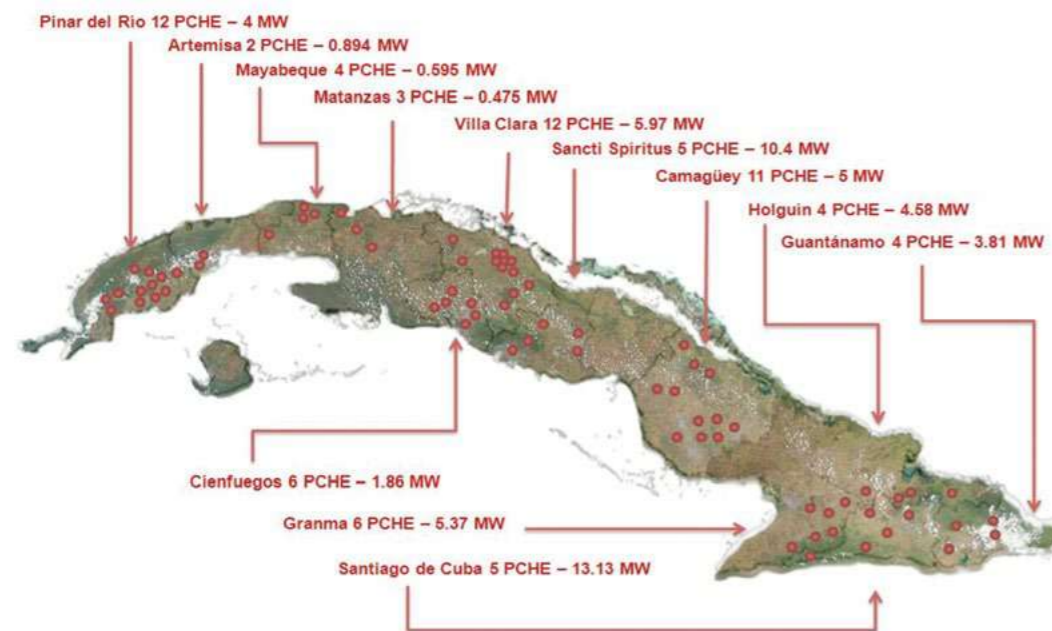 Pinar del Rio 12 PCHE – 4 MW
Artemisa 2 PCHE – 0.894 MW
Mayabeque 4 PCHE – 0.595 MW
Matanzas 3 PCHE – 0.475 MW
Villa Clara 12 PCHE – 5.97 MW
Sancti Spiritus 5 PCHE – 10.4 MW
Camagüey 11 PCHE – 5 MW
Holguin 4 PCHE – 4.58 MW
Guantánamo 4 PCHE – 3.81 MW
Cienfuegos 6 PCHE – 1.86 MW
Granma 6 PCHE – 5.37 MW
Santiago de Cuba 5 PCHE – 13.13 MW